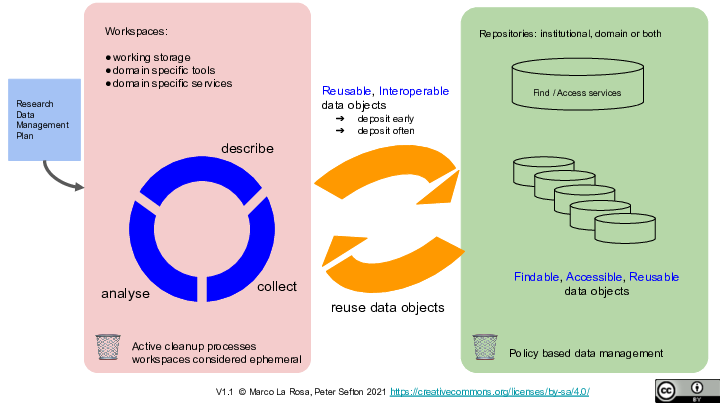 Workspaces:
●working storage
●domain specific tools
●domain specific services
Research
Data
Management
Plan
describe
analyse
collect
Active cleanup processes
workspaces considered ephemeral
Reusable, Interoperable
data objects
➔ deposit early
➔ deposit often
reuse data objects
Repositories: institutional, domain or both
Find / Access services
Findable, Accessible, Reusable
data objects
Policy based data management
V1.1 © Marco La Rosa, Peter Sefton 2021 https://creativecommons.org/licenses/by-sa/4.0/
cc
BY